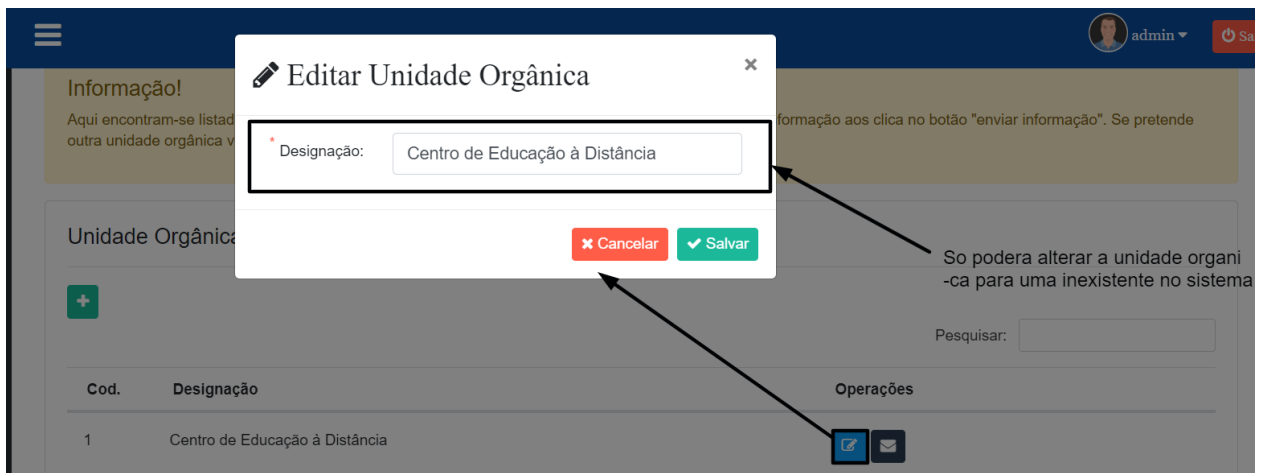 admin
Sa
Editar Unidade Orgânica
×
Informação!
Aqui encontram-se listad
formação aos clica no botão "enviar informação". Se pretende
outra unidade orgânica v
* Designação: Centro de Educação à Distância
Unidade Orgânica
Cancelar
Salvar
So podera alterar a unidade organi
-ca para uma inexistente no sistema
Pesquisar:
Cod. Designação Operações
1 Centro de Educação à Distância